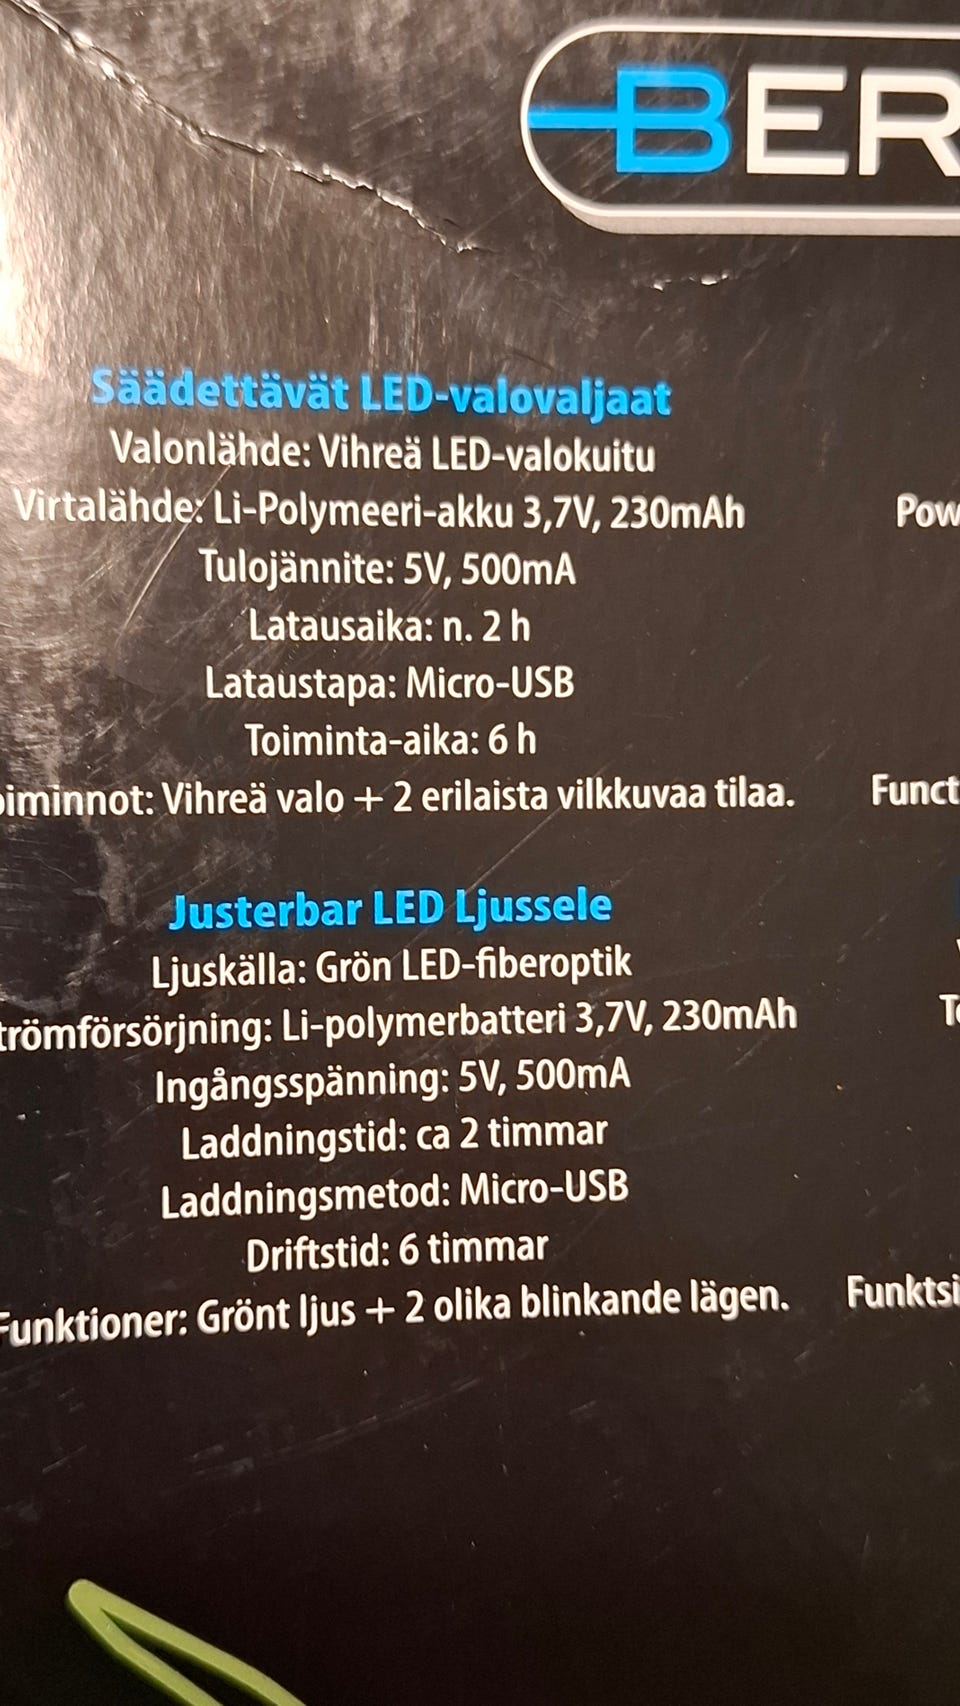 BER
Säädettävät LED-valovaljaat
Valonlähde: Vihreä LED-valokuitu
Virtalähde: Li-Polymeeri-akku 3,7V, 230mAh
Tulojännite: 5V, 500mA
Latausaika: n. 2 h
Lataustapa: Micro-USB
Toiminta-aika: 6 h
oiminnot: Vihreä valo + 2 erilaista vilkkuvaa tilaa.
Justerbar LED Ljussele
Ljuskälla: Grön LED-fiberoptik
trömförsörjning: Li-polymerbatteri 3,7V, 230mAh
Ingångsspänning: 5V, 500mA
Laddningstid: ca 2 timmar
Laddningsmetod: Micro-USB
Driftstid: 6 timmar
Funktioner: Grönt ljus + 2 olika blinkande lägen.
Pow
Funct
To
Funktsi